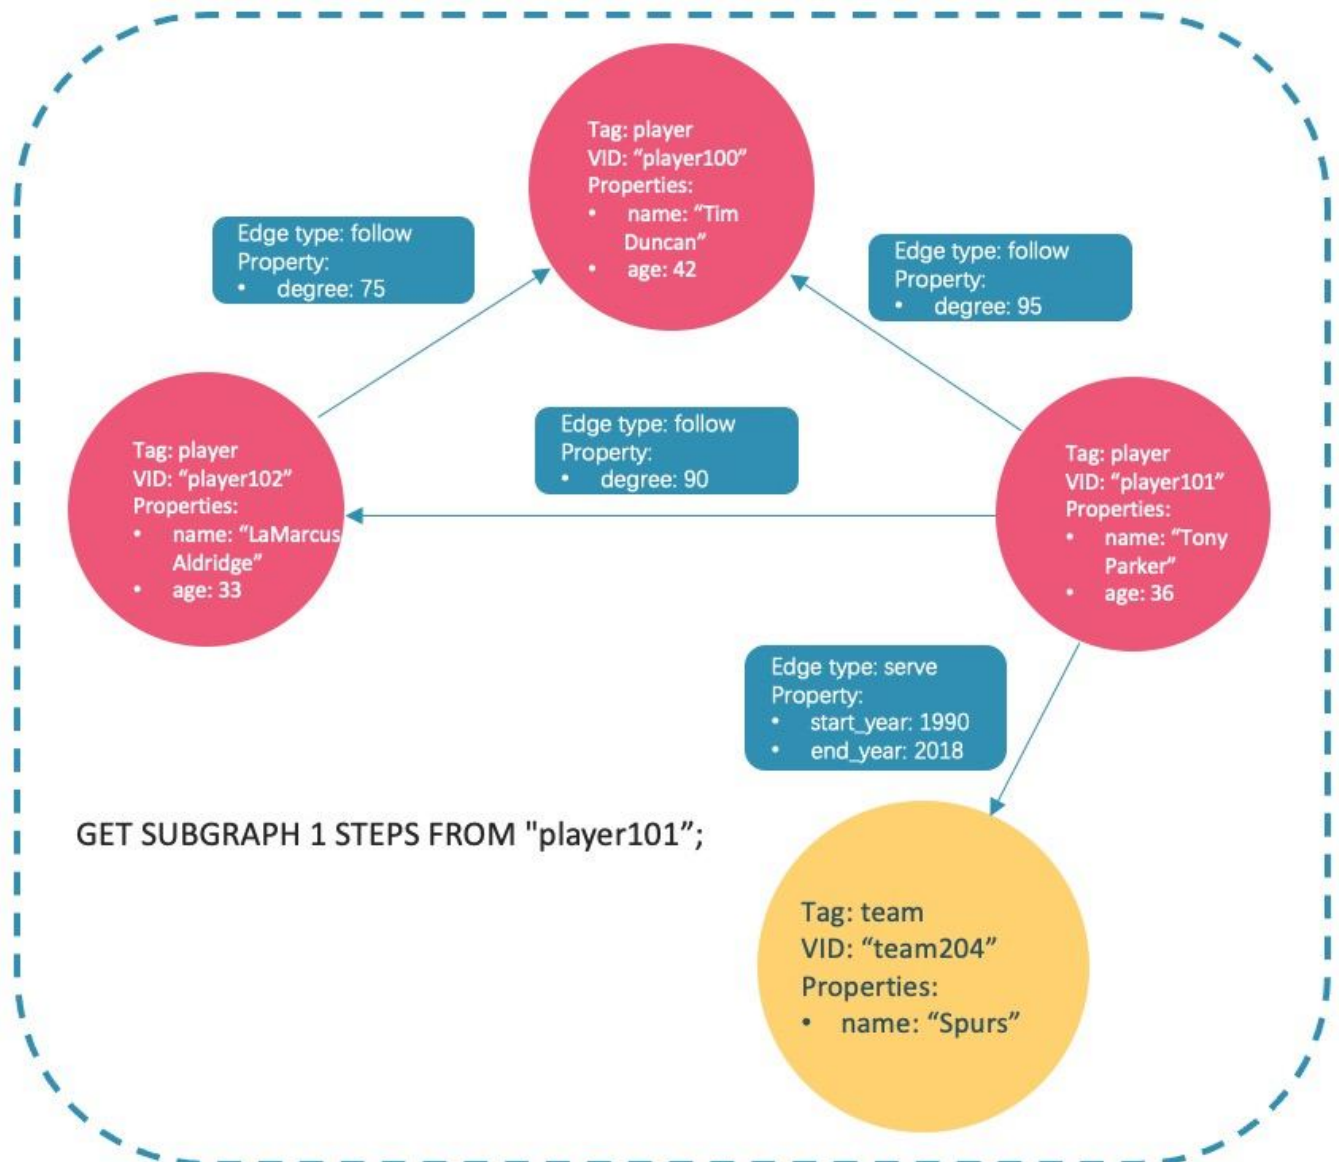 Tag: player
VID: “player100”
Properties:
• name: “Tim
Duncan”
• age: 42
Edge type: follow
Property:
• degree: 75
Edge type: follow
Property:
• degree: 95
Edge type: follow
Property:
• degree: 90
Tag: player
VID: “player102”
Properties:
• name: “LaMarcus
Aldridge”
• age: 33
Tag: player
VID: “player101”
Properties:
• name: “Tony
Parker”
• age: 36
Edge type: serve
Property:
• start_year: 1990
• end_year: 2018
GET SUBGRAPH 1 STEPS FROM "player101”;
Tag: team
VID: “team204”
Properties:
• name: “Spurs”